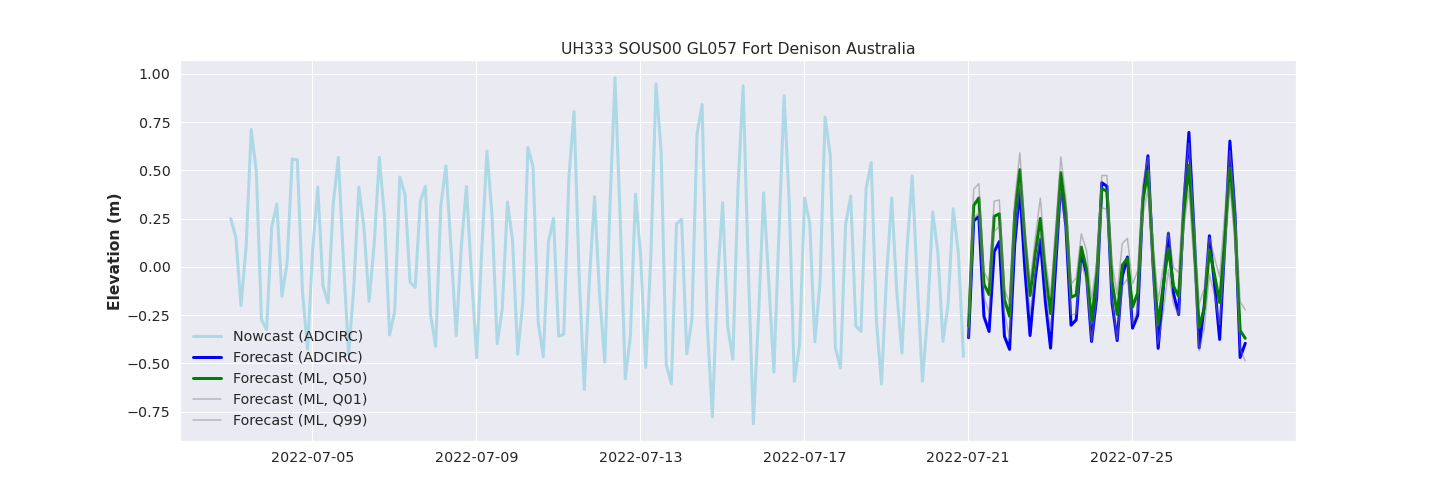 UH333 SOUS00 GL057 Fort Denison Australia
1.00
0.75
0.50
0.25
0.00
−0.25
−0.50
−0.75
Elevation (m)
Nowcast (ADCIRC)
Forecast (ADCIRC)
Forecast (ML, Q50)
Forecast (ML, Q01)
Forecast (ML, Q99)
2022-07-05
2022-07-09
2022-07-13
2022-07-17
2022-07-21
2022-07-25